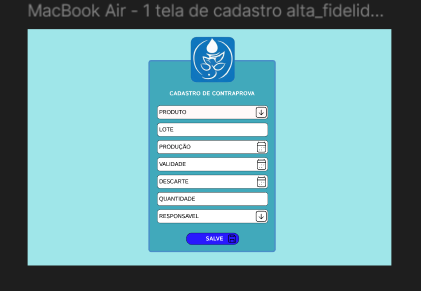 MacBook Air - 1 tela de cadastro alta_fidelid...
CADASTRO DE CONTRAPROVA
PRODUTO
LOTE
PRODUÇÃO
VALIDADE
DESCARTE
QUANTIDADE
RESPONSAVEL
SALVE